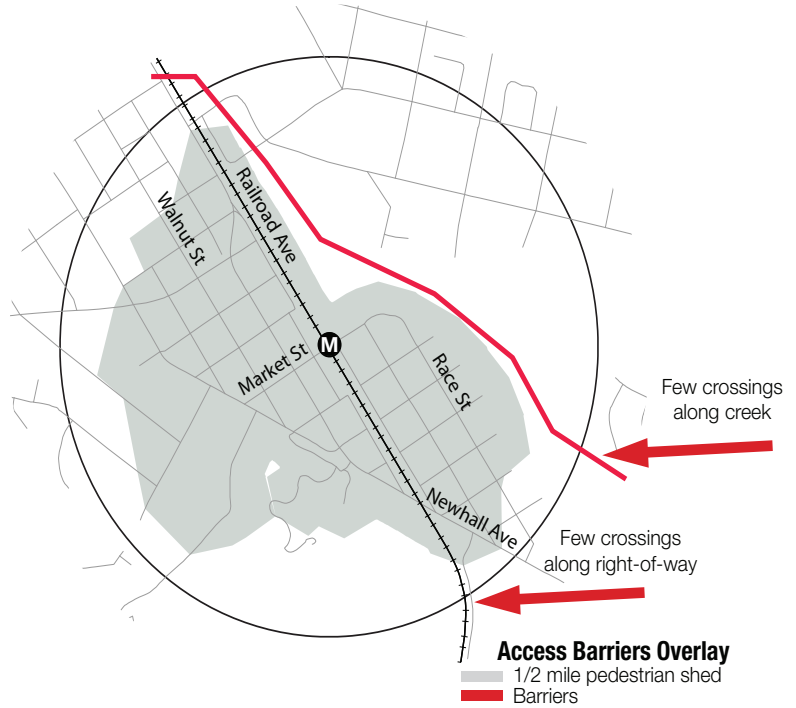 Railroad Ave
Walnut St
M
Market St
Race St
Few crossings
along creek
Newhall Ave
Few crossings
along right-of-way
Access Barriers Overlay
1/2 mile pedestrian shed
Barriers